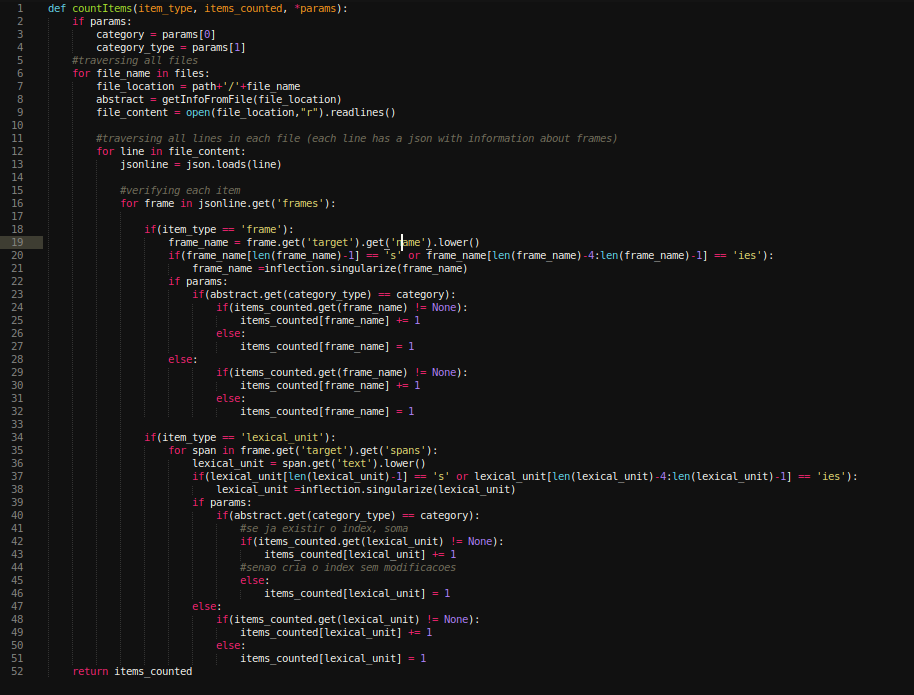 1 def countItems(item_type, items_counted, *params):
2 if params:
3 category = params[0]
4 category_type = params[1]
5 #traversing all files
6 for file_name in files:
7 file_location = path+'/'+file_name
8 abstract = getInfoFromFile(file_location)
9 file_content = open(file_location,"r").readlines()
10
11 #traversing all lines in each file (each line has a json with information about frames)
12 for line in file_content:
13 jsonline = json.loads(line)
14
15 #verifying each item
16 for frame in jsonline.get('frames'):
17
18 if(item_type == 'frame'):
19 frame_name = frame.get('target').get('name').lower()
20 if(frame_name[len(frame_name)-1] == 's' or frame_name[len(frame_name)-4:len(frame_name)-1] == 'ies'):
21 frame_name =inflection.singularize(frame_name)
22 if params:
23 if(abstract.get(category_type) == category):
24 if(items_counted.get(frame_name) != None):
25 items_counted[frame_name] += 1
26 else:
27 items_counted[frame_name] = 1
28 else:
29 if(items_counted.get(frame_name) != None):
30 items_counted[frame_name] += 1
31 else:
32 items_counted[frame_name] = 1
33
34 if(item_type == 'lexical_unit'):
35 for span in frame.get('target').get('spans'):
36 lexical_unit = span.get('text').lower()
37 if(lexical_unit[len(lexical_unit)-1] == 's' or lexical_unit[len(lexical_unit)-4:len(lexical_unit)-1] == 'ies'):
38 lexical_unit =inflection.singularize(lexical_unit)
39 if params:
40 if(abstract.get(category_type) == category):
41 #se ja existir o index, soma
42 if(items_counted.get(lexical_unit) != None):
43 items_counted[lexical_unit] += 1
44 #senao cria o index sem modificacoes
45 else:
46 items_counted[lexical_unit] = 1
47 else:
48 if(items_counted.get(lexical_unit) != None):
49 items_counted[lexical_unit] += 1
50 else:
51 items_counted[lexical_unit] = 1
52 return items_counted